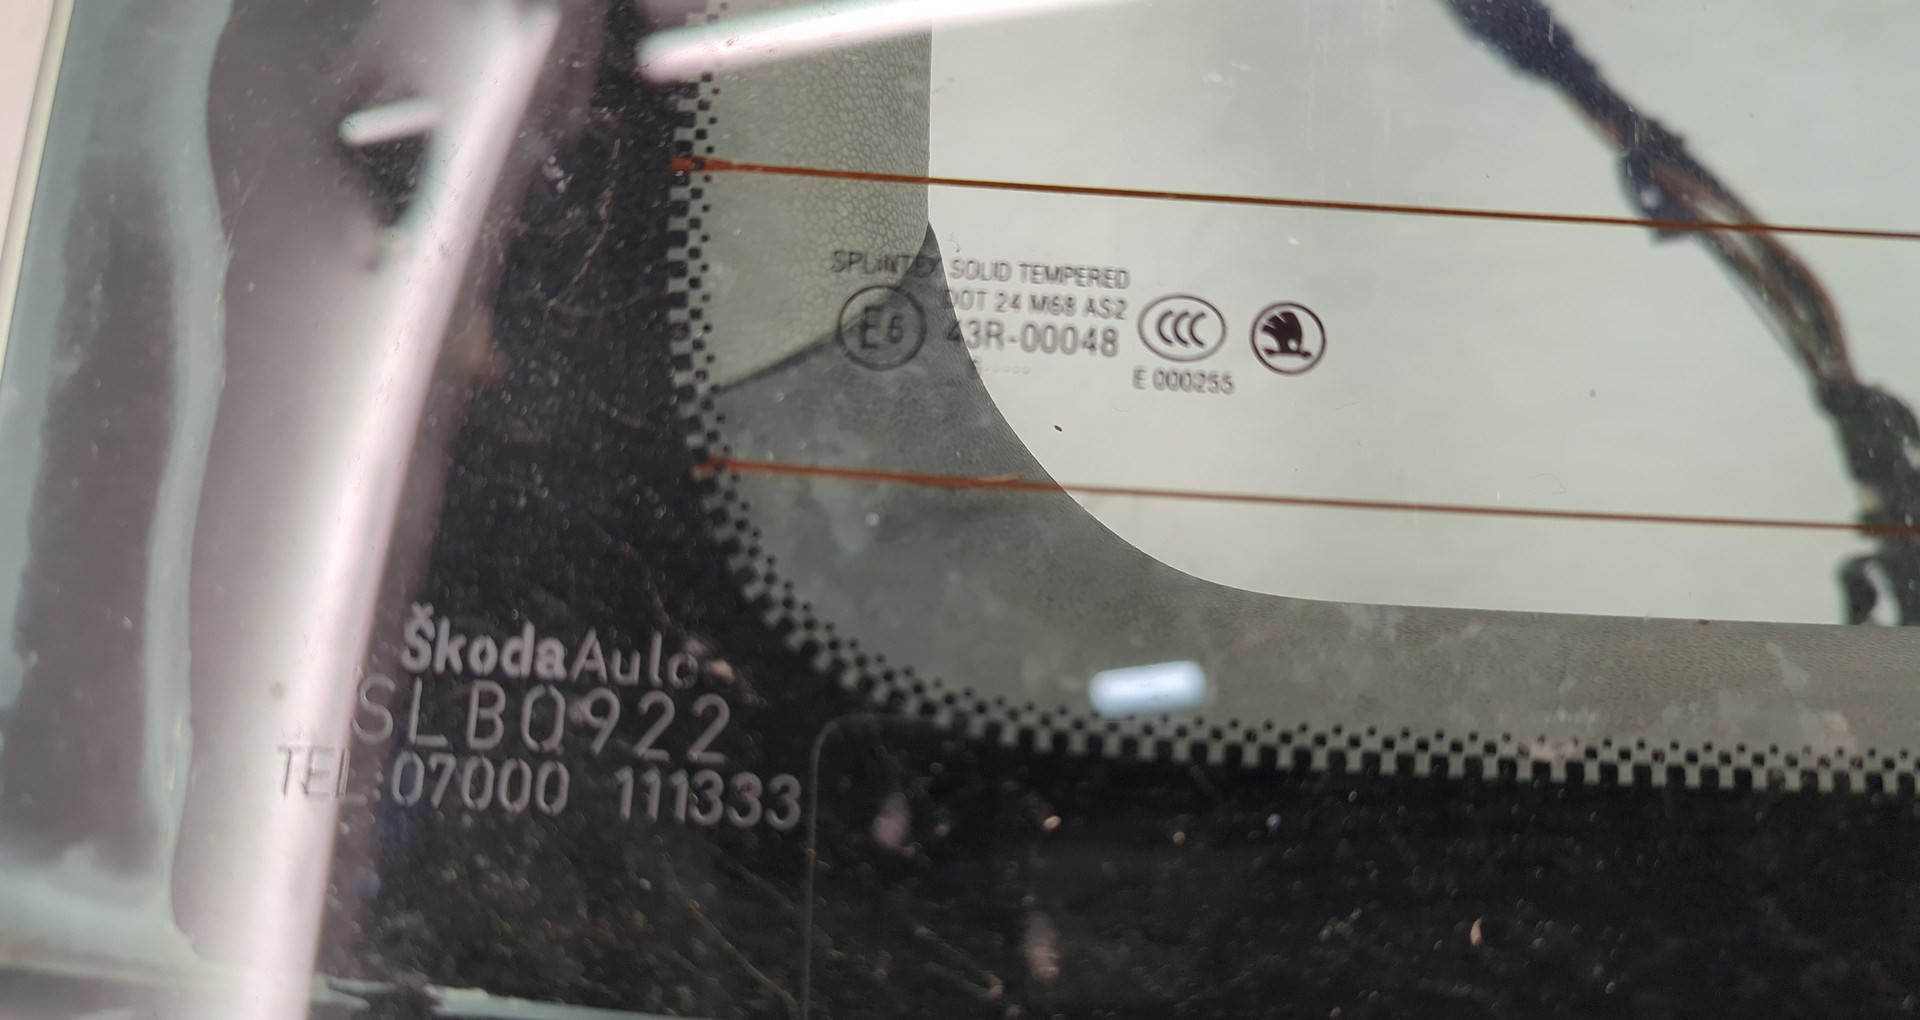 SPLINTEX SOLID TEMPERED
DOT 24 M68 AS2
E6 43R-00048 CCC
E 000255
ŠkodaAuto
SLB0922
TEL 07000 111333